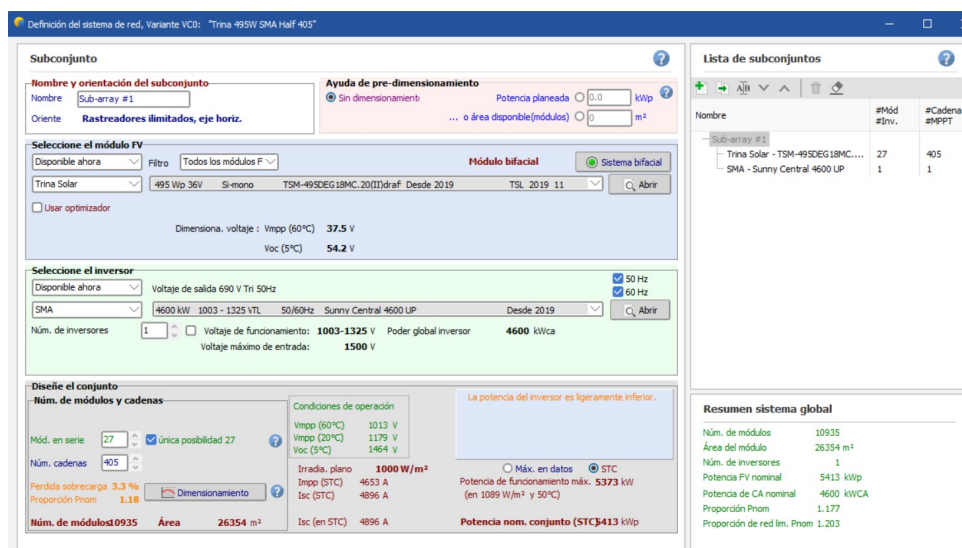 Definición del sistema de red, Variante VC0: "Trina 495W SMA Half 405"
Subconjunto
Nombre y orientación del subconjunto
Nombre Sub-array #1
Oriente Rastreadores ilimitados, eje horiz.
Ayuda de pre-dimensionamiento
Sin dimensionamiento Potencia planeada 0.0 kWp
... o área disponible(módulos) 0 m²
Seleccione el módulo FV
Disponible ahora Filtro Todos los módulos F Módulo bifacial Sistema bifacial
Trina Solar 495 Wp 36V Si-mono TSM-495DEG18MC.20(II)draf Desde 2019 TSL 2019 11 Abrir
Usar optimizador
Dimensiona. voltaje : Vmpp (60°C) 37.5 V
Voc (5°C) 54.2 V
Seleccione el inversor
Disponible ahora Voltaje de salida 690 V Tri 50Hz
50 Hz
60 Hz
SMA 4600 kW 1003 - 1325 V TL 50/60Hz Sunny Central 4600 UP Desde 2019 Abrir
Núm. de inversores 1 Voltaje de funcionamiento: 1003-1325 V Poder global inversor 4600 kWca
Voltaje máximo de entrada: 1500 V
Diseñe el conjunto
Núm. de módulos y cadenas
Mód. en serie 27 única posibilidad 27
Núm. cadenas 405
Perdida sobrecarga 3.3 %
Proporción Pnom 1.18
Dimensionamiento
Núm. de módulos 10935 Área 26354 m²
Condiciones de operación
Vmpp (60°C) 1013 V
Vmpp (20°C) 1179 V
Voc (5°C) 1464 V
Irradia. plano 1000 W/m²
Impp (STC) 4653 A
Isc (STC) 4896 A
Isc (en STC) 4896 A
La potencia del inversor es ligeramente inferior.
Máx. en datos STC
Potencia de funcionamiento máx. 5373 kW
(en 1089 W/m² y 50°C)
Potencia nom. conjunto (STC) 5413 kWp
Lista de subconjuntos
Nombre #Mód #Inv. #Cadena #MPPT
Sub-array #1
Trina Solar - TSM-495DEG18MC.... 27 405
SMA - Sunny Central 4600 UP 1 1
Resumen sistema global
Núm. de módulos 10935
Área del módulo 26354 m²
Núm. de inversores 1
Potencia FV nominal 5413 kWp
Potencia de CA nominal 4600 kWCA
Proporción Pnom 1.177
Proporción de red lim. Pnom 1.203